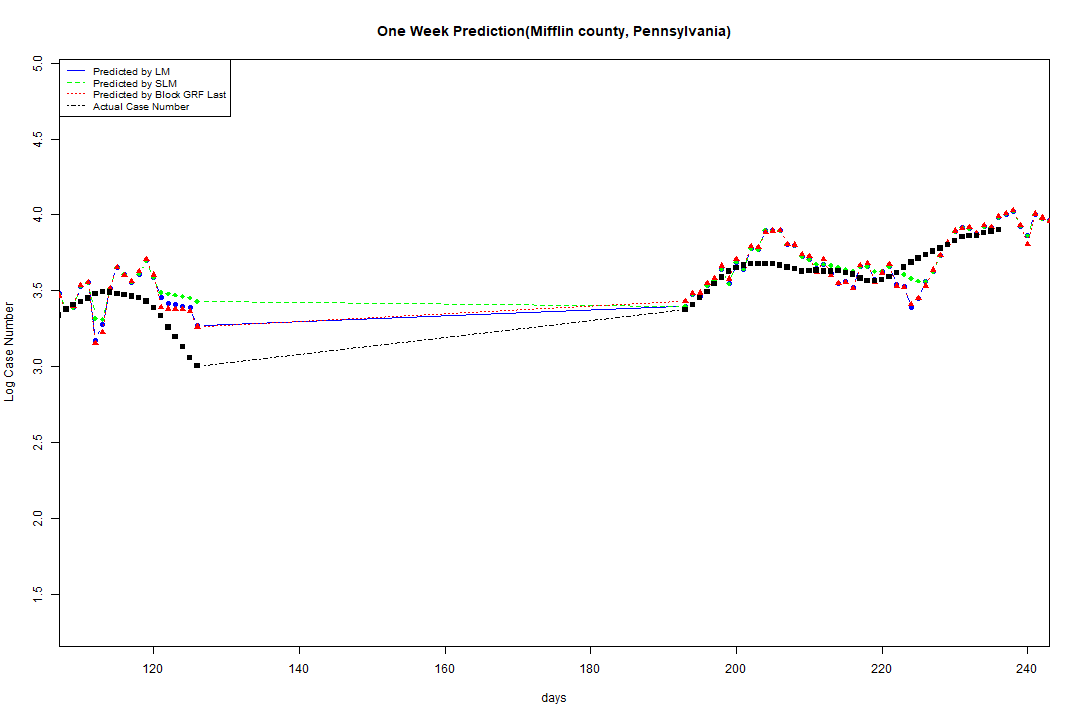 One Week Prediction(Mifflin county, Pennsylvania)
Predicted by LM
Predicted by SLM
Predicted by Block GRF Last
Actual Case Number
5.0
4.5
4.0
3.5
3.0
2.5
2.0
1.5
Log Case Number
120 140 160 180 200 220 240
days